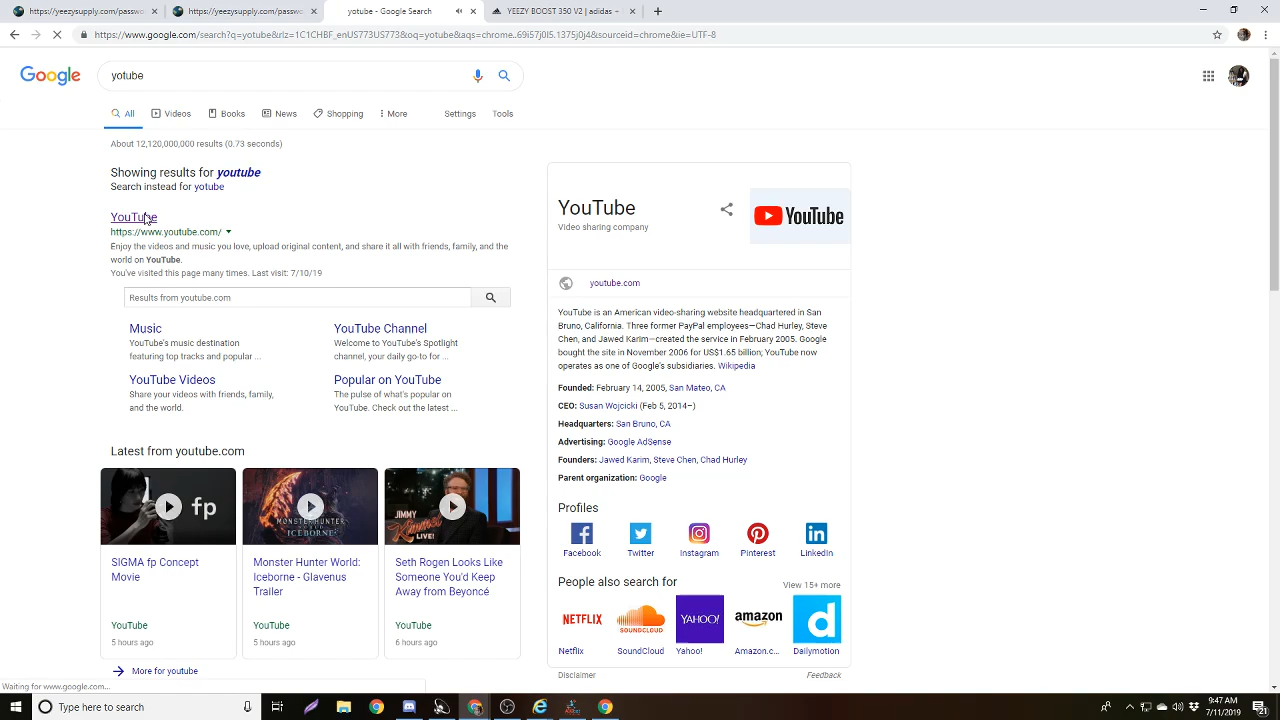 https://yeezysupply.com/passw
https://yeezysupply.com/passw
yotube - Google Search
YEEZY BOOST 350 V2 | adidas
https://www.google.com/search?q=yotube&rlz=1C1CHBF_enUS773US773&oq=yotube&aqs=chrome..69i57j0l5.1375j0j4&sourceid=chrome&ie=UTF-8
Google
yotube
All Videos Books News Shopping More Settings Tools
About 12,120,000,000 results (0.73 seconds)
Showing results for youtube
Search instead for yotube
YouTube
https://www.youtube.com/
Enjoy the videos and music you love, upload original content, and share it all with friends, family, and the
world on YouTube.
You've visited this page many times. Last visit: 7/10/19
Results from youtube.com
Music
YouTube's music destination
featuring top tracks and popular ...
YouTube Channel
Welcome to YouTube's Spotlight
channel, your daily go-to for ...
YouTube Videos
Share your videos with friends, family,
and the world.
Popular on YouTube
The pulse of what's popular on
YouTube. Check out the latest ...
Latest from youtube.com
fp
MONSTER HUNTER WORLD:
ICEBORNE
JIMMY
KIMMEL
LIVE!
SIGMA fp Concept
Movie
YouTube
5 hours ago
Monster Hunter World:
Iceborne - Glavenus
Trailer
YouTube
5 hours ago
Seth Rogen Looks Like
Someone You'd Keep
Away from Beyoncé
YouTube
6 hours ago
More for youtube
YouTube
Video sharing company
YouTube
youtube.com
YouTube is an American video-sharing website headquartered in San
Bruno, California. Three former PayPal employees—Chad Hurley, Steve
Chen, and Jawed Karim—created the service in February 2005. Google
bought the site in November 2006 for US$1.65 billion; YouTube now
operates as one of Google's subsidiaries. Wikipedia
Founded: February 14, 2005, San Mateo, CA
CEO: Susan Wojcicki (Feb 5, 2014–)
Headquarters: San Bruno, CA
Advertising: Google AdSense
Founders: Jawed Karim, Steve Chen, Chad Hurley
Parent organization: Google
Profiles
Facebook Twitter Instagram Pinterest LinkedIn
People also search for
View 15+ more
NETFLIX SOUNDCLOUD YAHOO! amazon d
Netflix SoundCloud Yahoo! Amazon.c... Dailymotion
Disclaimer
Feedback
Waiting for www.google.com...
Type here to search
9:47 AM
7/11/2019